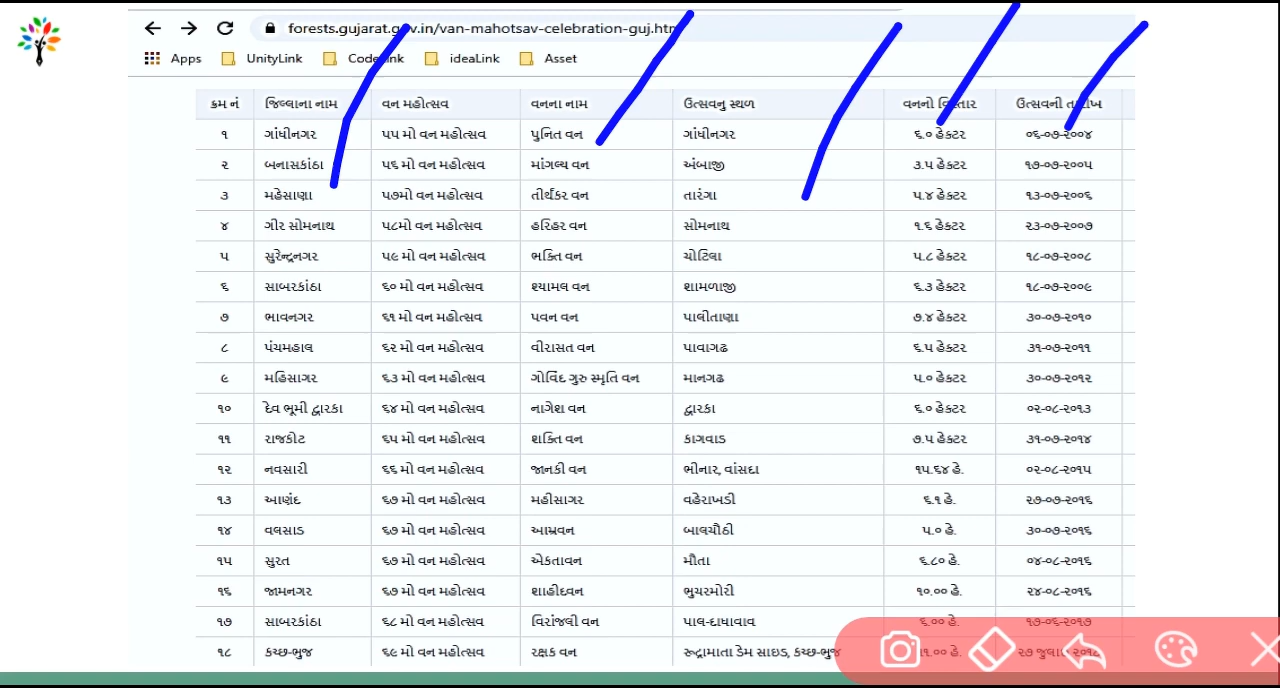 forests.gujarat.gov.in/van-mahotsav-celebration-guj.htm
Apps UnityLink CodeLink ideaLink Asset
ક્રમ નં જિલ્લાના નામ વન મહોત્સવ વનના નામ ઉત્સવનુ સ્થળ વનનો વિસ્તાર ઉત્સવની તારીખ
૧ ગાંધીનગર ૫૫ મો વન મહોત્સવ પુનિત વન ગાંધીનગર ૬.૦ હેક્ટર ૦૬-૦૭-૨૦૦૪
૨ બનાસકાંઠા ૫૬ મો વન મહોત્સવ માંગલ્ય વન અંબાજી ૩.૫ હેક્ટર ૧૭-૦૭-૨૦૦૫
૩ મહેસાણા ૫૭મો વન મહોત્સવ તીર્થંકર વન તારંગા ૫.૪ હેક્ટર ૧૩-૦૭-૨૦૦૬
૪ ગીર સોમનાથ ૫૮મો વન મહોત્સવ હરિહર વન સોમનાથ ૧.૬ હેક્ટર ૨૩-૦૭-૨૦૦૭
૫ સુરેન્દ્રનગર ૫૯ મો વન મહોત્સવ ભક્તિ વન ચોટિલા ૫.૮ હેક્ટર ૧૮-૦૭-૨૦૦૮
૬ સાબરકાંઠા ૬૦ મો વન મહોત્સવ શ્યામલ વન શામળાજી ૬.૩ હેક્ટર ૧૮-૦૭-૨૦૦૯
૭ ભાવનગર ૬૧ મો વન મહોત્સવ પવન વન પાલીતાણા ૭.૪ હેક્ટર ૩૦-૦૭-૨૦૧૦
૮ પંચમહાલ ૬૨ મો વન મહોત્સવ વીરાસત વન પાવાગઢ ૬.૫ હેક્ટર ૩૧-૦૭-૨૦૧૧
૯ મહિસાગર ૬૩ મો વન મહોત્સવ ગોવિંદ ગુરુ સ્મૃતિ વન માનગઢ ૫.૦ હેક્ટર ૩૦-૦૭-૨૦૧૨
૧૦ દેવ ભૂમી દ્વારકા ૬૪ મો વન મહોત્સવ નાગેશ વન દ્વારકા ૬.૦ હેક્ટર ૦૨-૦૮-૨૦૧૩
૧૧ રાજકોટ ૬૫ મો વન મહોત્સવ શક્તિ વન કાગવાડ ૭.૫ હેક્ટર ૩૧-૦૭-૨૦૧૪
૧૨ નવસારી ૬૬ મો વન મહોત્સવ જાનકી વન ભીનાર, વાંસદા ૧૫.૬૪ હે. ૦૨-૦૮-૨૦૧૫
૧૩ આણંદ ૬૭ મો વન મહોત્સવ મહીસાગર વહેરાખડી ૬.૧ હે. ૨૭-૦૭-૨૦૧૬
૧૪ વલસાડ ૬૭ મો વન મહોત્સવ આમ્રવન બાલચૌઠી ૫.૦ હે. ૩૦-૦૭-૨૦૧૬
૧૫ સુરત ૬૭ મો વન મહોત્સવ એકતાવન મૌતા ૬.૮૦ હે. ૦૪-૦૮-૨૦૧૬
૧૬ જામનગર ૬૭ મો વન મહોત્સવ શાહીદવન ભુચરમોરી ૧૦.૦૦ હે. ૨૪-૦૮-૨૦૧૬
૧૭ સાબરકાંઠા ૬૮ મો વન મહોત્સવ વિરાંજલી વન પાલ-દાધાવાવ ૬.૦૦ હે. ૧૭-૦૬-૨૦૧૭
૧૮ કચ્છ-ભુજ ૬૯ મો વન મહોત્સવ રક્ષક વન રૂદ્રામાતા ડેમ સાઇડ, કચ્છ-ભુજ ૧૧.૦૦ હે. ૨૭